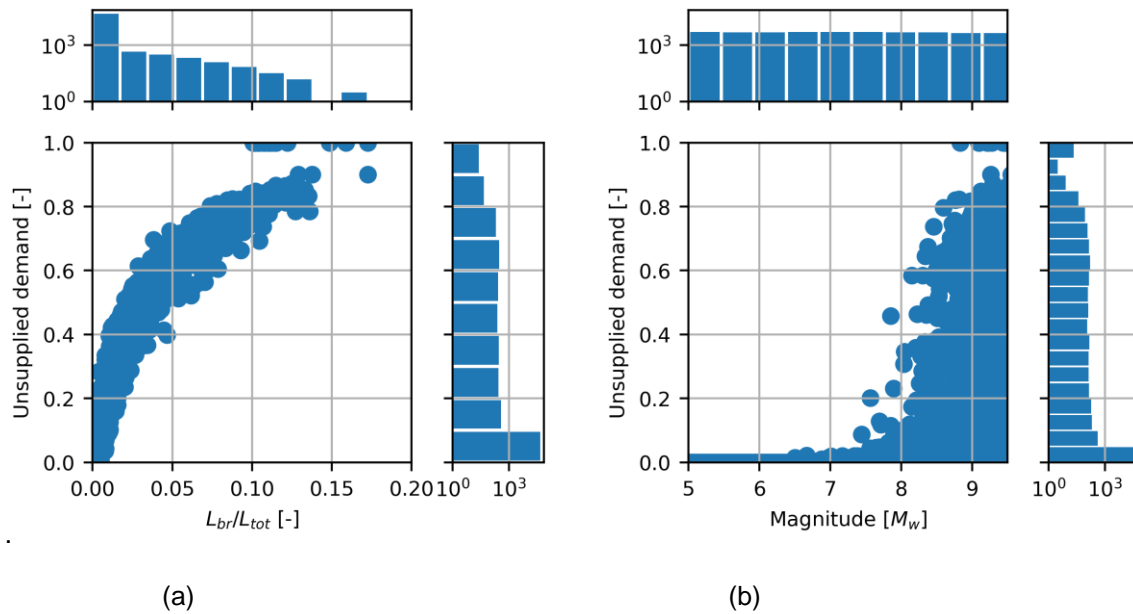 10³
10⁰
10³
10⁰
1.0
0.8
0.6
0.4
0.2
0.0
Unsupplied demand [-]
0.00 0.05 0.10 0.15 0.20
L_br/L_tot [-]
10⁰ 10³
1.0
0.8
0.6
0.4
0.2
0.0
Unsupplied demand [-]
5 6 7 8 9
Magnitude [M_w]
10⁰ 10³
.
(a) (b)